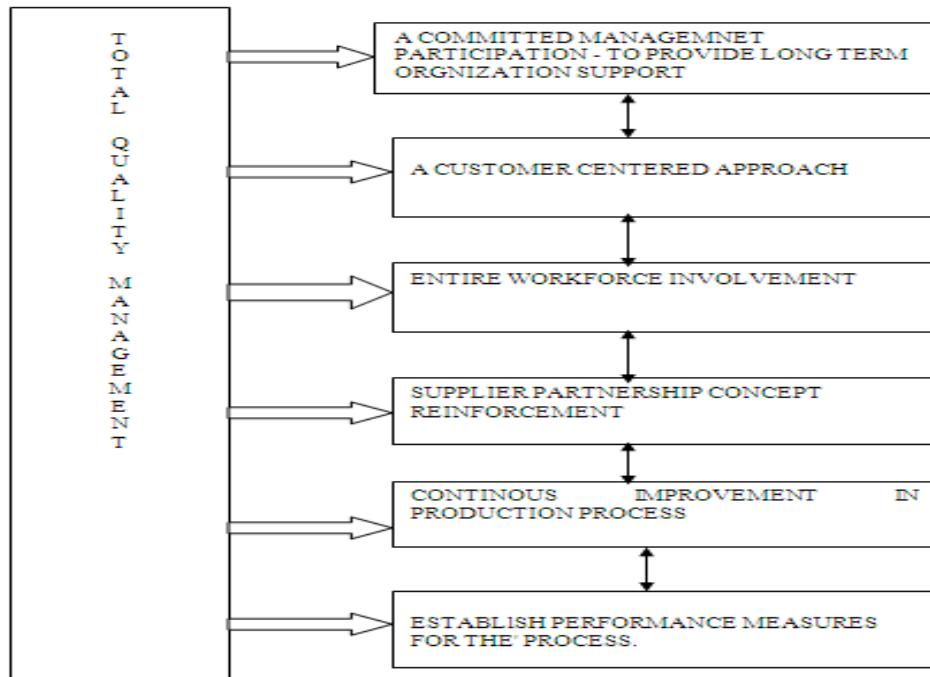 TOTAL QUALITY MANAGEMENT
A COMMITTED MANAGEMNET
PARTICIPATION - TO PROVIDE LONG TERM
ORGNIZATION SUPPORT
A CUSTOMER CENTERED APPROACH
ENTIRE WORKFORCE INVOLVEMENT
SUPPLIER PARTNERSHIP CONCEPT
REINFORCEMENT
CONTINOUS IMPROVEMENT IN
PRODUCTION PROCESS
ESTABLISH PERFORMANCE MEASURES
FOR THE' PROCESS.